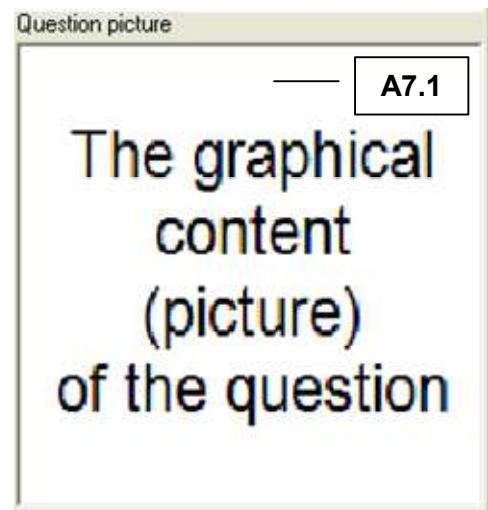 Question picture
A7.1
The graphical
content
(picture)
of the question